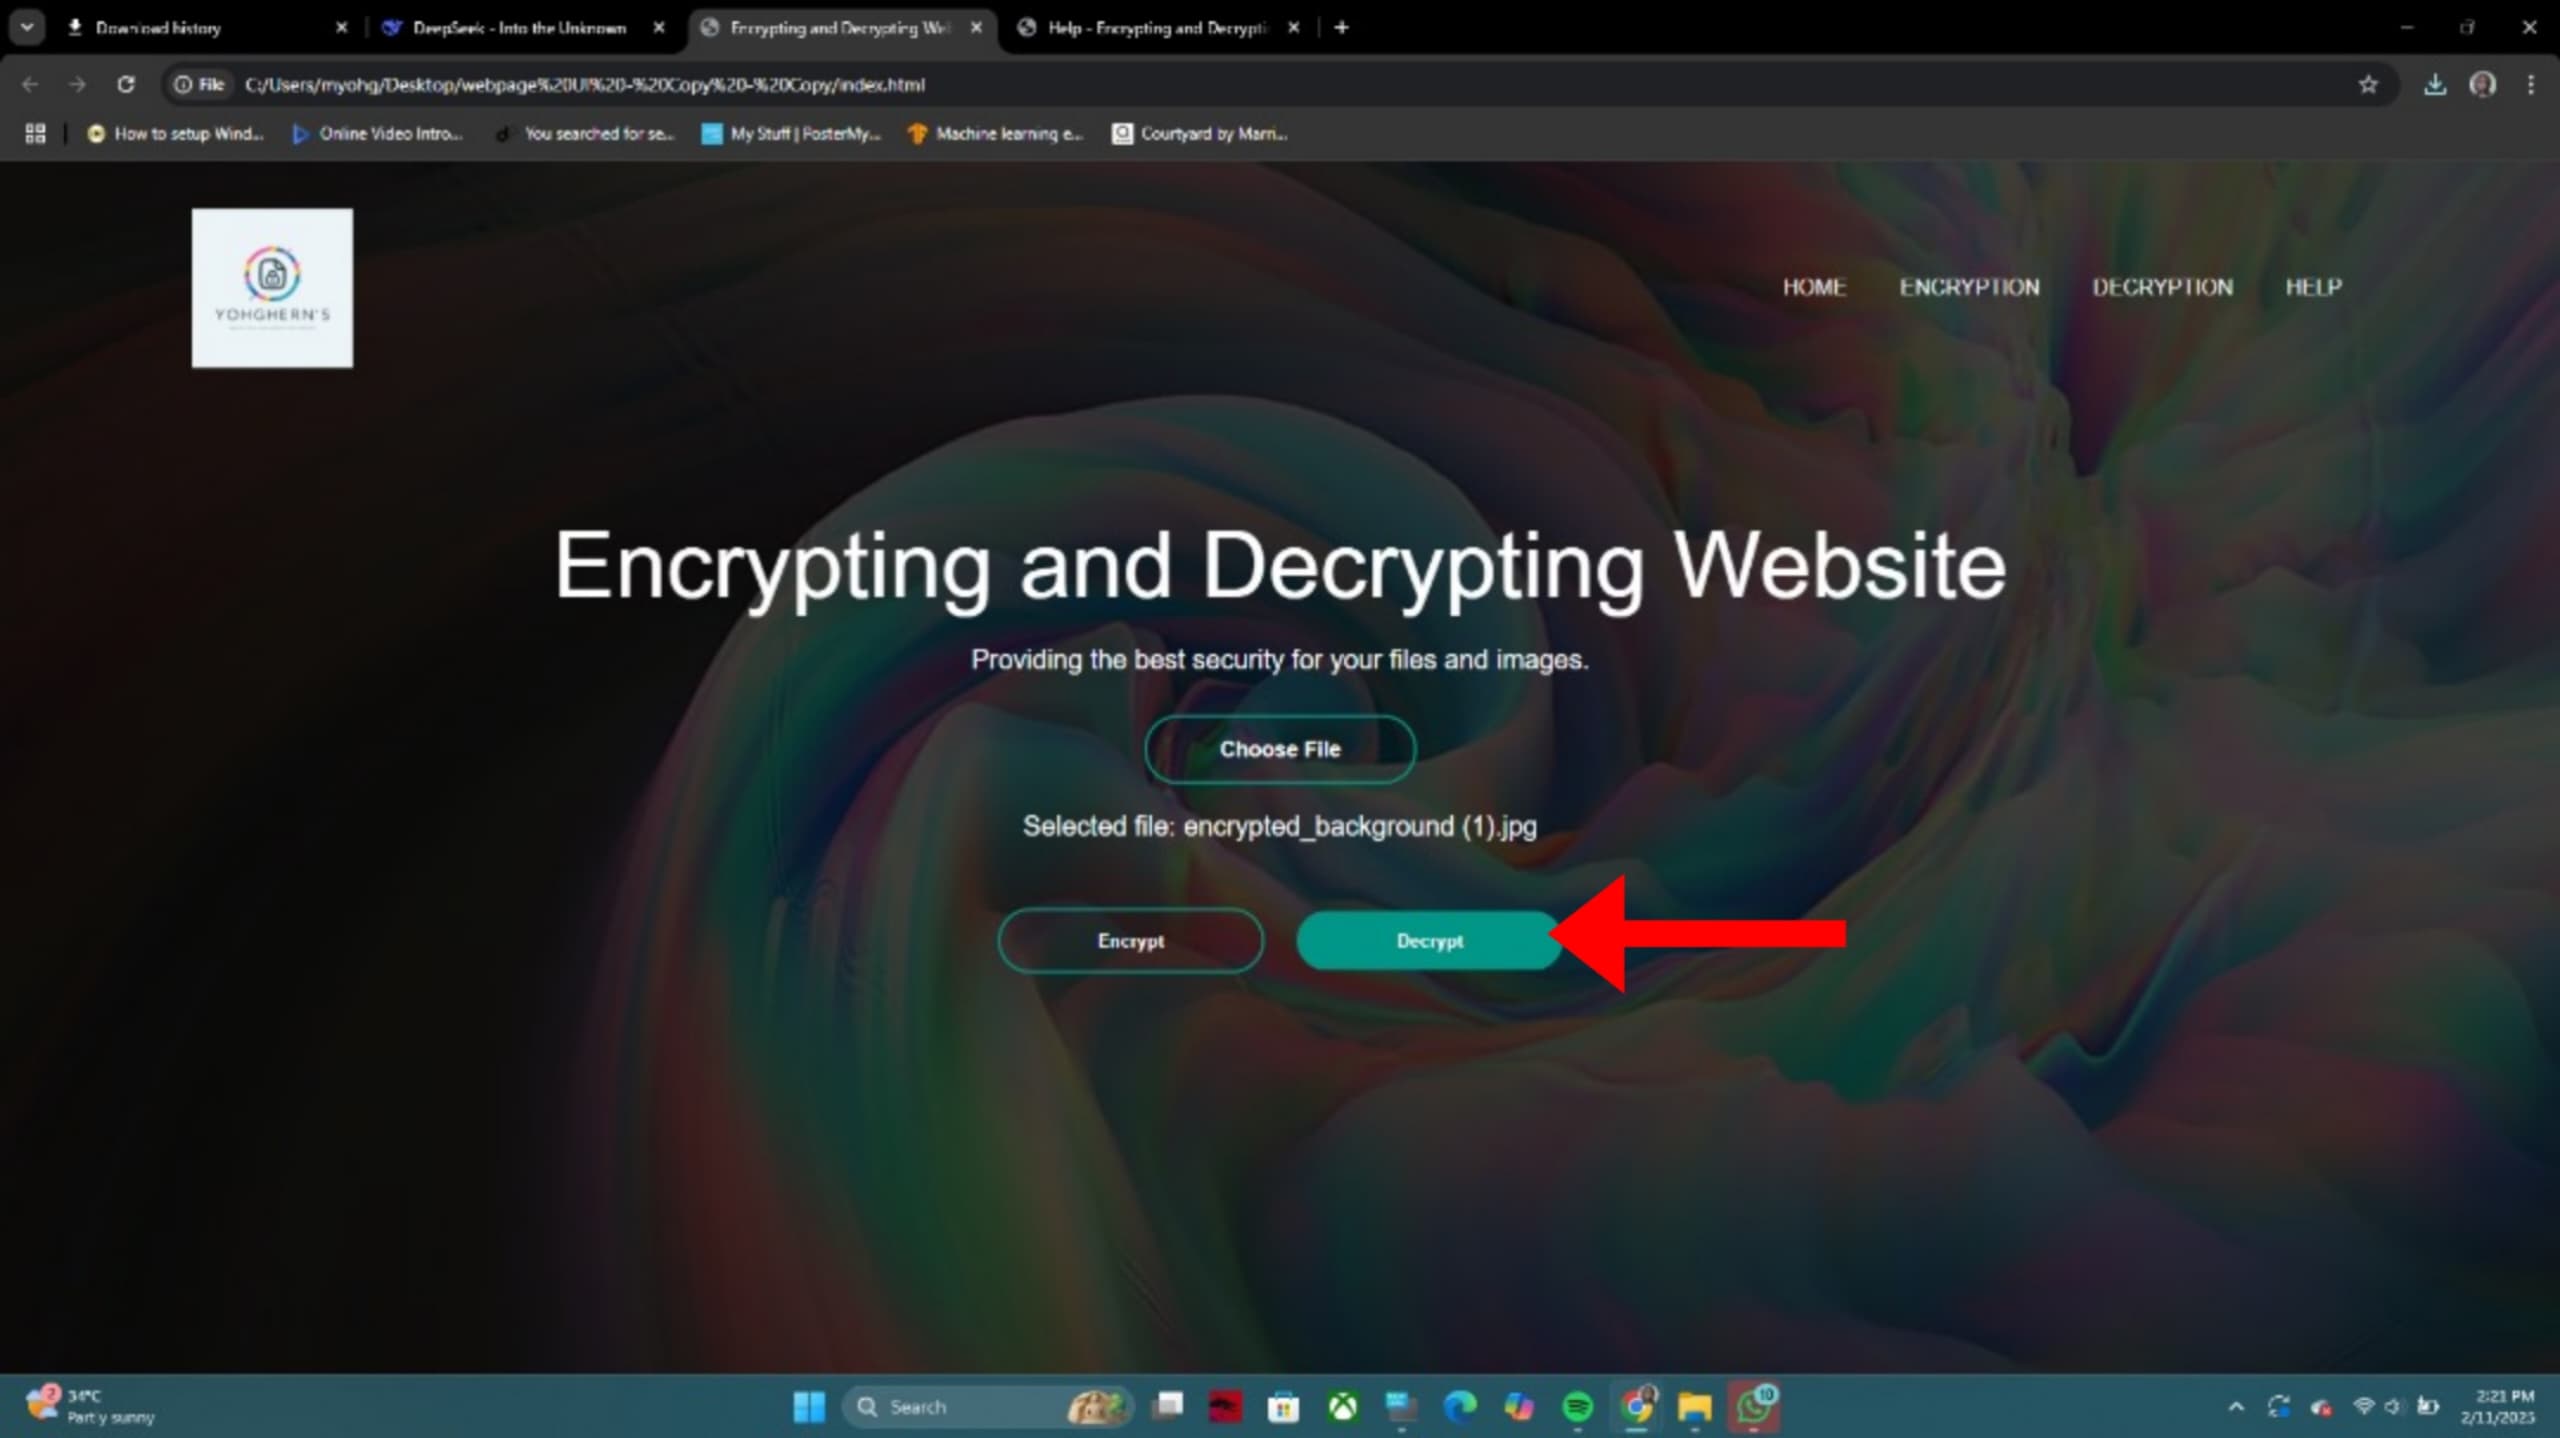 Download history
DeepSeek - Into the Unknown
Encrypting and Decrypting We
Help - Encrypting and Decrypti
File
C:/Users/myohg/Desktop/webpage%20UI%20-%20Copy%20-%20Copy/index.html
How to setup Wind...
Online Video Intro...
You searched for se...
My Stuff | PosterMy...
Machine learning e...
Courtyard by Marri...
YOHGHERN'S
HOME
ENCRYPTION
DECRYPTION
HELP
Encrypting and Decrypting Website
Providing the best security for your files and images.
Choose File
Selected file: encrypted_background (1).jpg
Encrypt
Decrypt
2
34°C
Partly sunny
Search
10
2:21 PM
2/11/2025